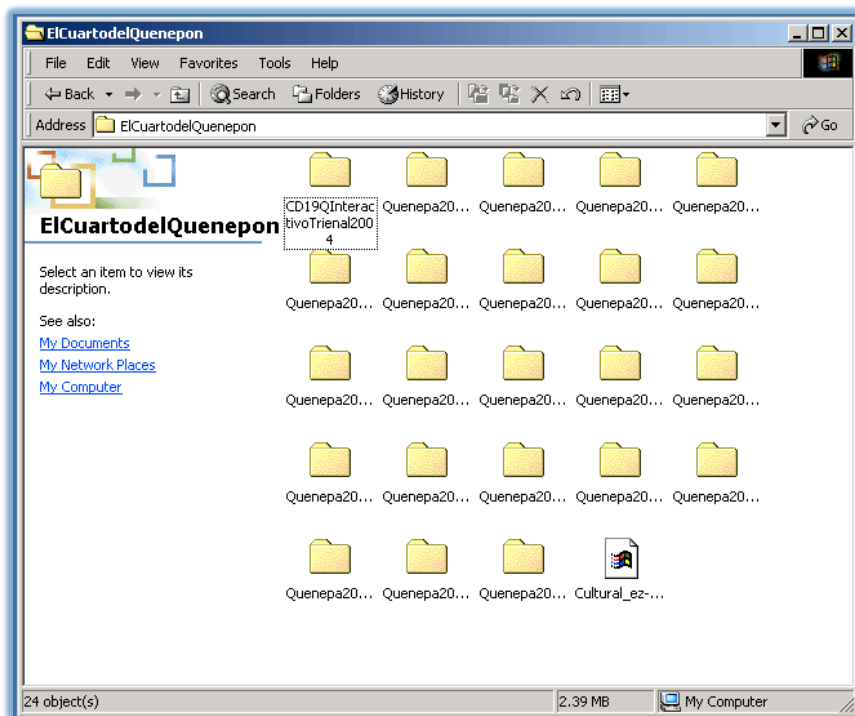 ElCuartodelQuenepon
File Edit View Favorites Tools Help
Back Search Folders History
Address ElCuartodelQuenepon Go
ElCuartodelQuenepon
Select an item to view its
description.
See also:
My Documents
My Network Places
My Computer
CD19QInterac
tivoTrienal200
4
Quenepa20... Quenepa20... Quenepa20... Quenepa20...
Quenepa20... Quenepa20... Quenepa20... Quenepa20... Quenepa20...
Quenepa20... Quenepa20... Quenepa20... Quenepa20... Quenepa20...
Quenepa20... Quenepa20... Quenepa20... Quenepa20... Quenepa20...
Quenepa20... Quenepa20... Quenepa20... Cultural_ez-...
24 object(s) 2.39 MB My Computer